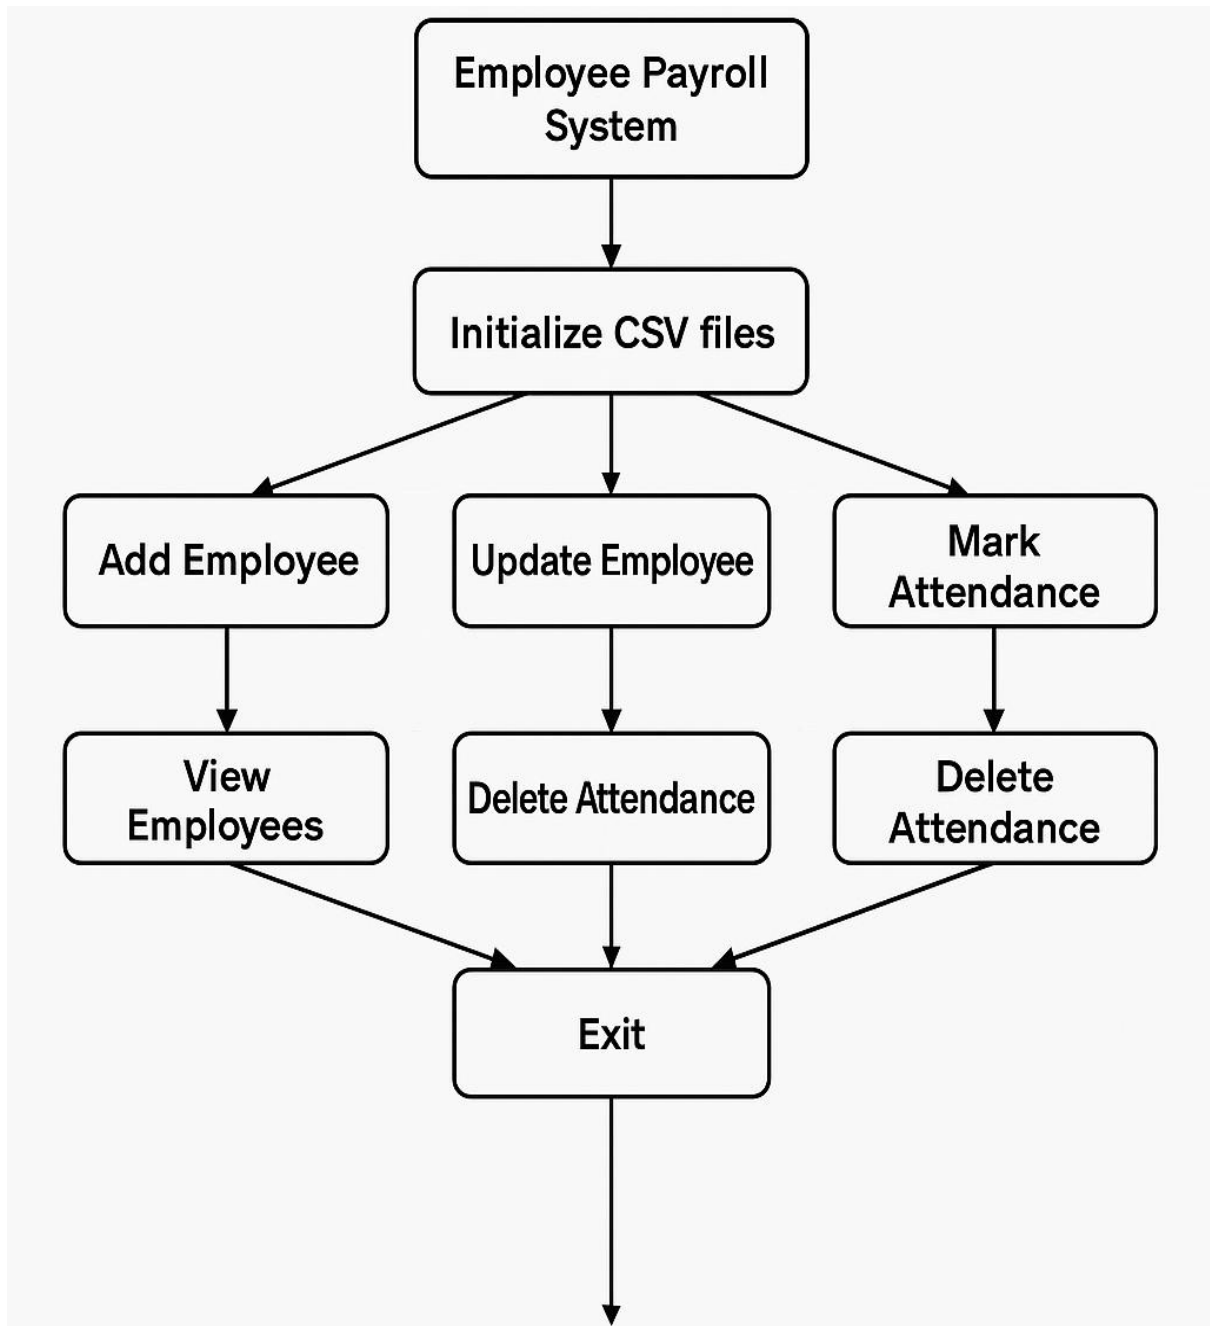 Employee Payroll
System
Initialize CSV files
Add Employee
Update Employee
Mark
Attendance
View
Employees
Delete Attendance
Delete
Attendance
Exit